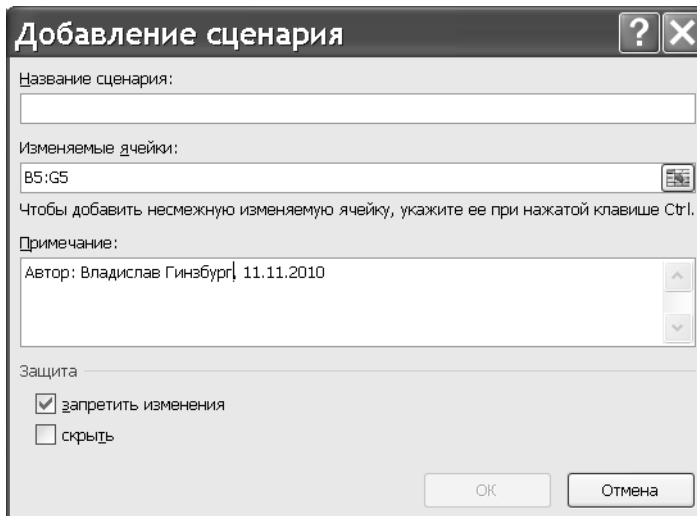 Добавление сценария
Название сценария:
Изменяемые ячейки:
B5:G5
Чтобы добавить несмежную изменяемую ячейку, укажите ее при нажатой клавише Ctrl.
Примечание:
Автор: Владислав Гинзбург, 11.11.2010
Защита
запретить изменения
скрыть
ОК
Отмена